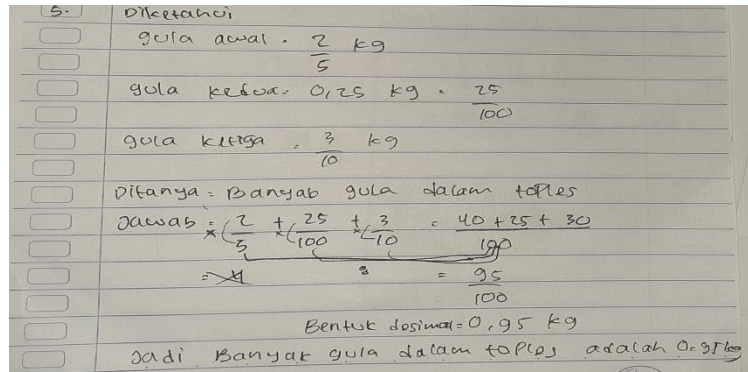 5. Diketahui
gula awal = 2/5 kg
gula kedua = 0,25 kg = 25/100
gula ketiga = 3/10 kg
Ditanya = Banyab gula dalam toples
Jawab = 2/5 + 25/100 + 3/10 = 40 + 25 + 30/100
= 95/100
Bentuk desimal = 0,95 kg
Jadi Banyak gula dalam toples adalah 0,95 kg